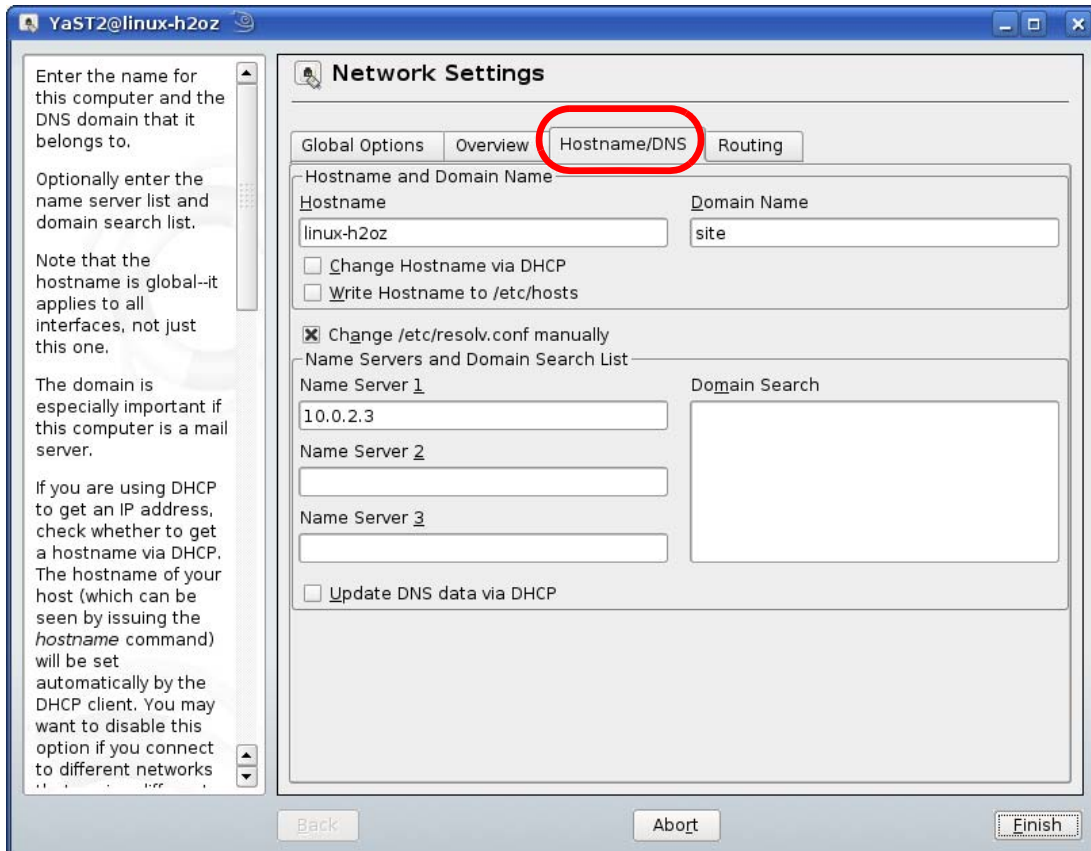 YaST2@linux-h2oz
Enter the name for
this computer and the
DNS domain that it
belongs to.
Optionally enter the
name server list and
domain search list.
Note that the
hostname is global--it
applies to all
interfaces, not just
this one.
The domain is
especially important if
this computer is a mail
server.
If you are using DHCP
to get an IP address,
check whether to get
a hostname via DHCP.
The hostname of your
host (which can be
seen by issuing the
hostname command)
will be set
automatically by the
DHCP client. You may
want to disable this
option if you connect
to different networks
Network Settings
Global Options Overview Hostname/DNS Routing
Hostname and Domain Name
Hostname Domain Name
linux-h2oz site
Change Hostname via DHCP
Write Hostname to /etc/hosts
Change /etc/resolv.conf manually
Name Servers and Domain Search List
Name Server 1 Domain Search
10.0.2.3
Name Server 2
Name Server 3
Update DNS data via DHCP
Back Abort Finish